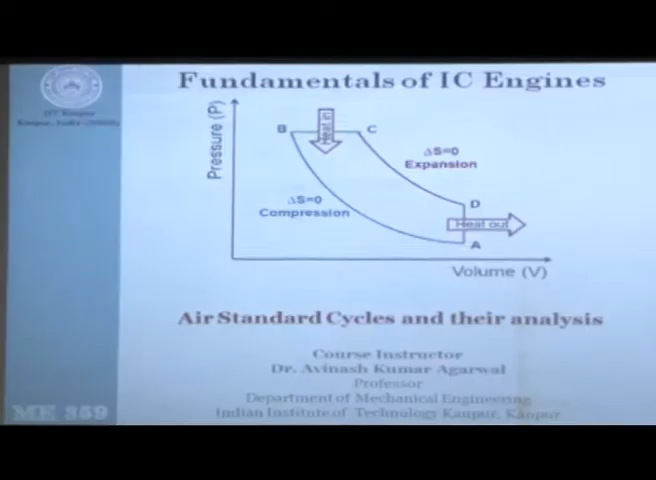 Fundamentals of IC Engines
IIT Kanpur
Kanpur, India
Pressure (P)
B
Heat in
C
ΔS=0
Expansion
ΔS=0
Compression
D
Heat out
A
Volume (V)
Air Standard Cycles and their analysis
Course Instructor
Dr. Avinash Kumar Agarwal
Professor
Department of Mechanical Engineering
Indian Institute of Technology Kanpur, Kanpur
ME 359